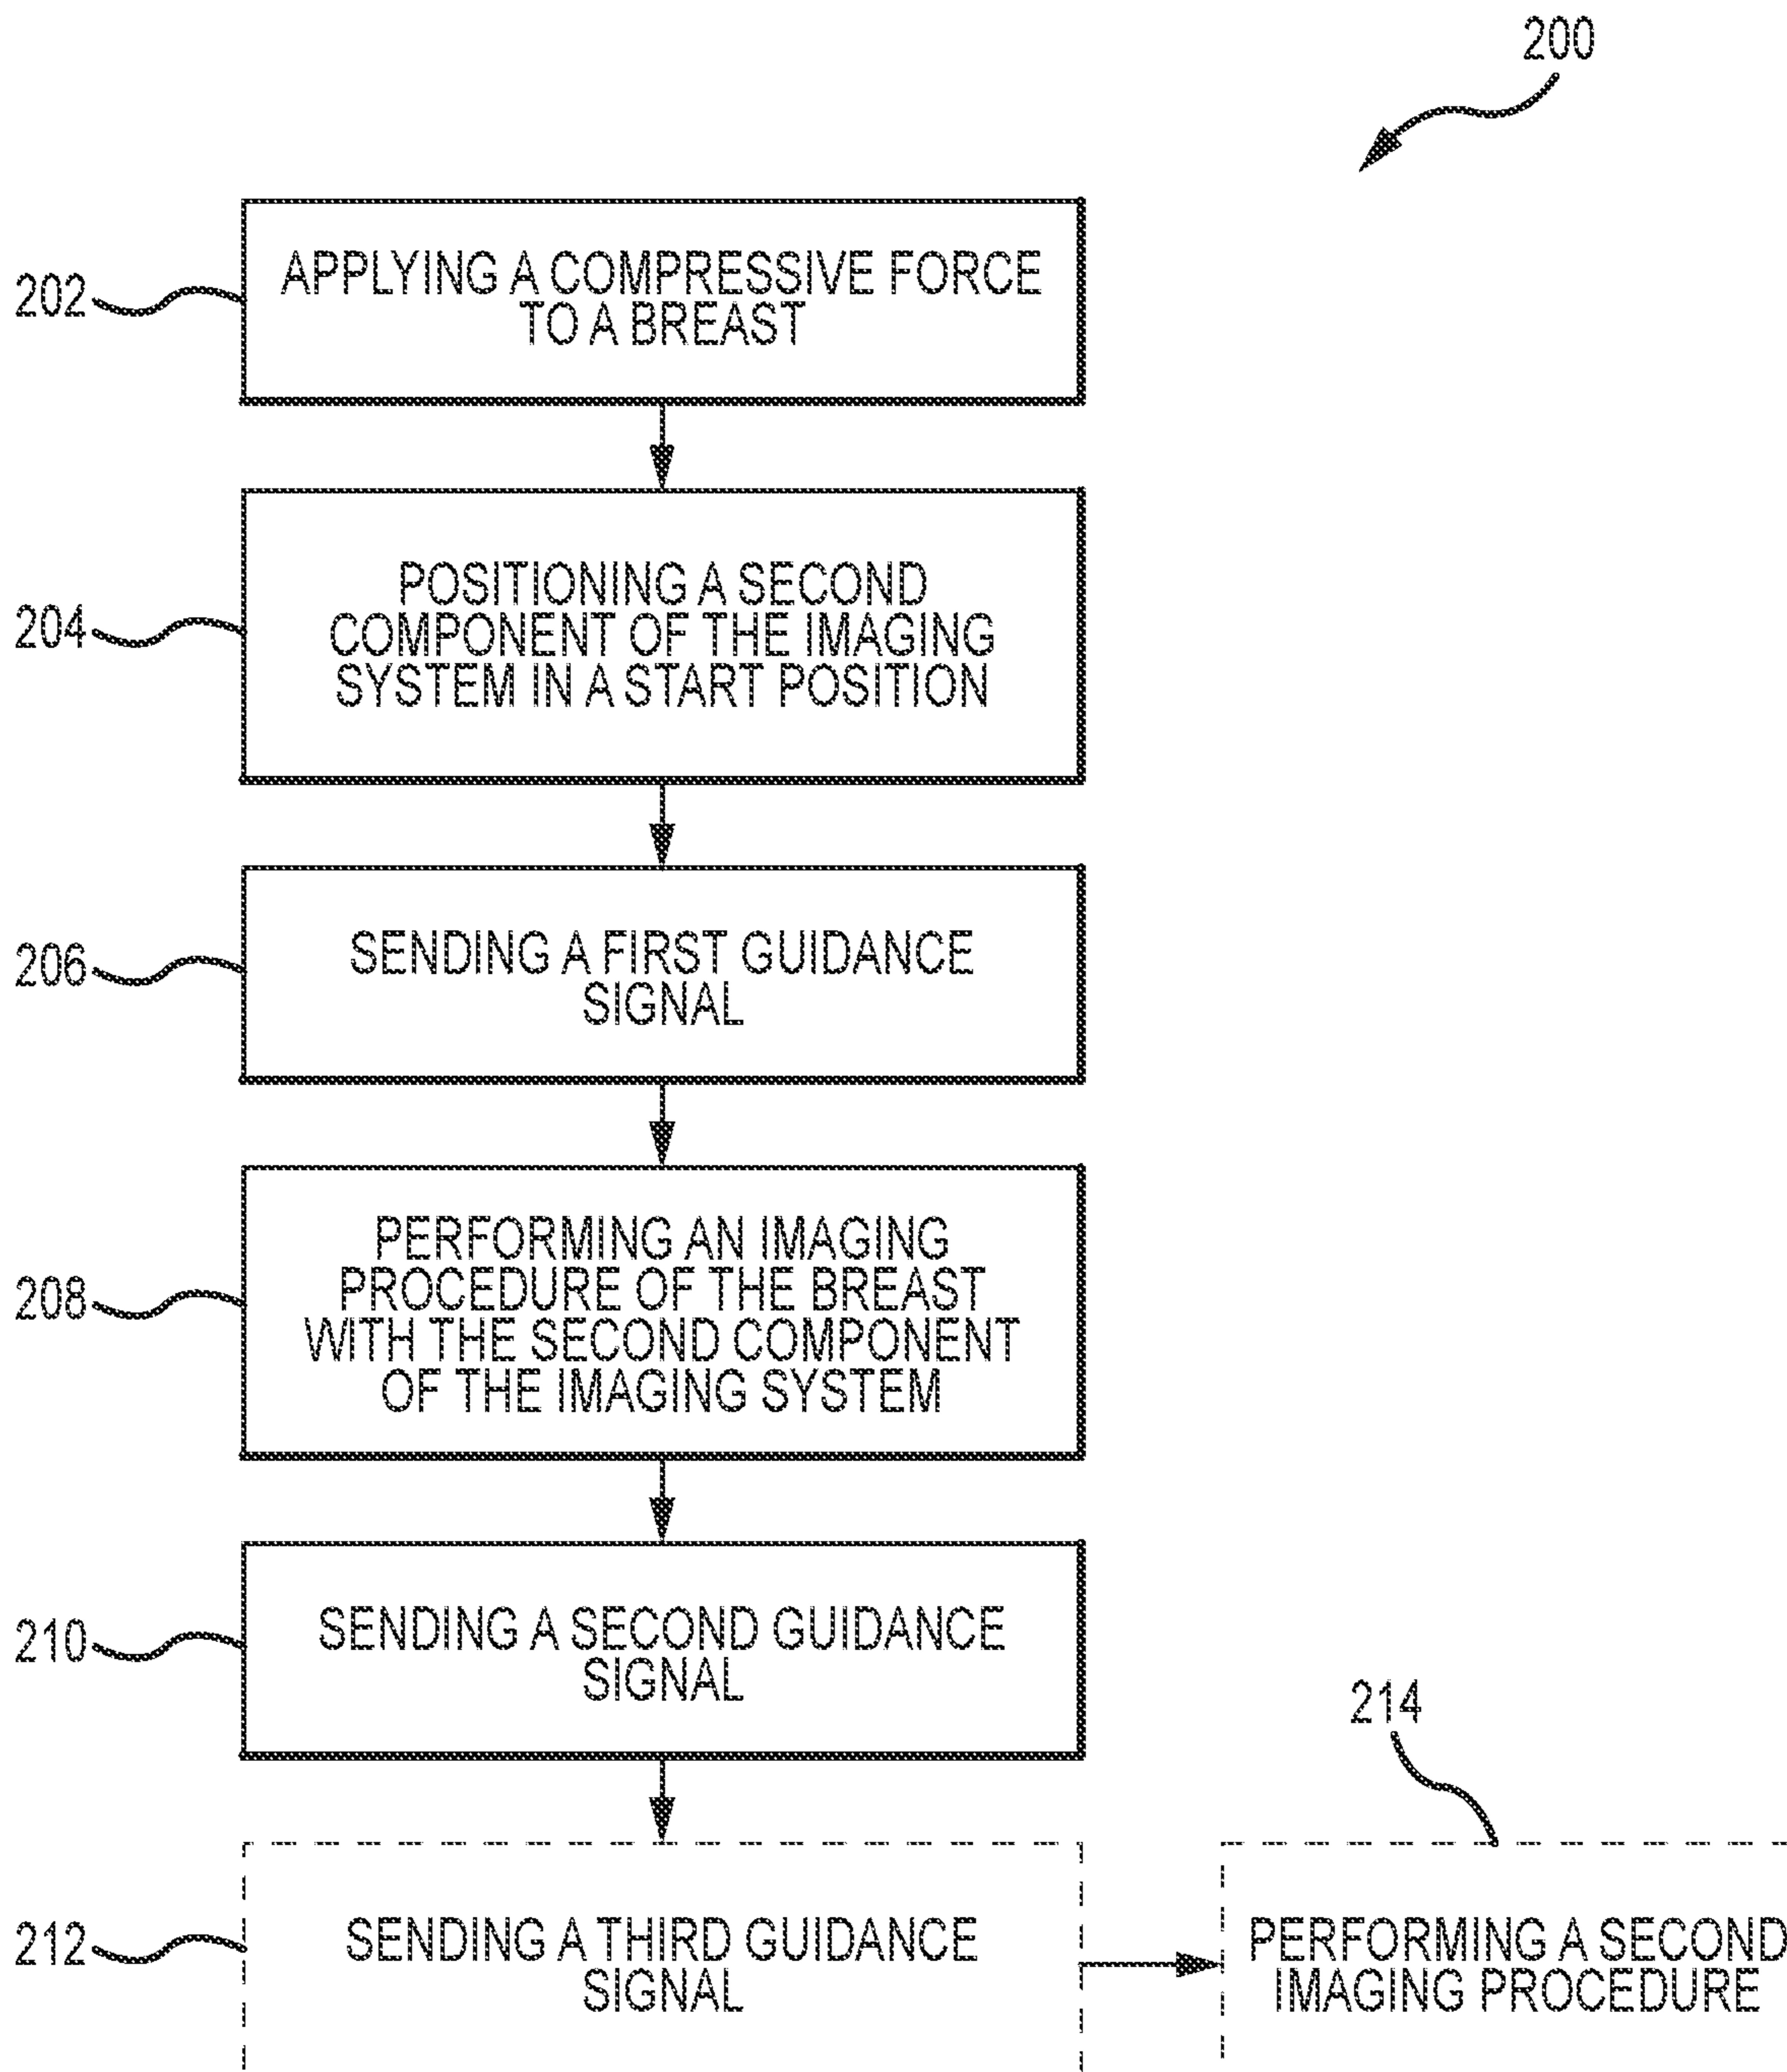 200
202
APPLYING A COMPRESSIVE FORCE
TO A BREAST
204
POSITIONING A SECOND
COMPONENT OF THE IMAGING
SYSTEM IN A START POSITION
206
SENDING A FIRST GUIDANCE
SIGNAL
208
PERFORMING AN IMAGING
PROCEDURE OF THE BREAST
WITH THE SECOND COMPONENT
OF THE IMAGING SYSTEM
210
SENDING A SECOND GUIDANCE
SIGNAL
212
SENDING A THIRD GUIDANCE
SIGNAL
214
PERFORMING A SECOND
IMAGING PROCEDURE